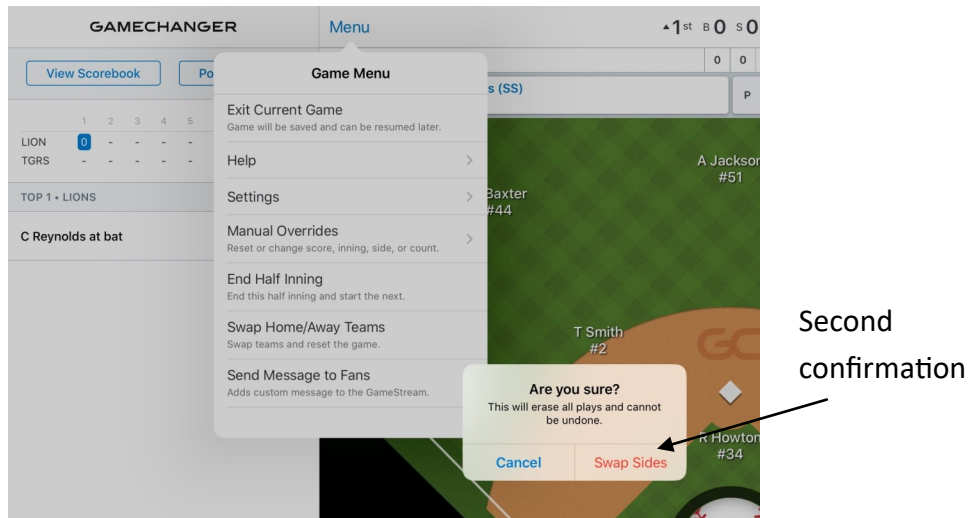 GAMECHANGER
Menu
▲1st B 0 S 0
View Scorebook
Po
Game Menu
0 0
s (SS)
P
Exit Current Game
Game will be saved and can be resumed later.
1 2 3 4 5
LION 0 - - - -
TGRS - - - - -
Help
A Jackson
#51
TOP 1 • LIONS
Settings
Baxter
#44
C Reynolds at bat
Manual Overrides
Reset or change score, inning, side, or count.
End Half Inning
End this half inning and start the next.
Swap Home/Away Teams
Swap teams and reset the game.
T Smith
#2
GC
Send Message to Fans
Adds custom message to the GameStream.
Are you sure?
This will erase all plays and cannot
be undone.
Cancel
Swap Sides
R Howton
#34
Second
confirmation